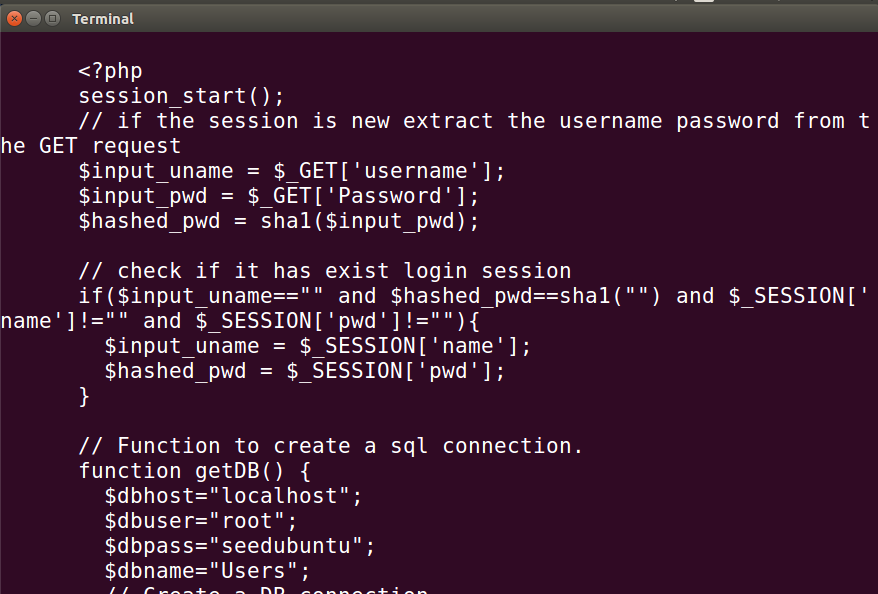 Terminal
<?php
session_start();
// if the session is new extract the username password from t
he GET request
$input_uname = $_GET['username'];
$input_pwd = $_GET['Password'];
$hashed_pwd = sha1($input_pwd);
// check if it has exist login session
if($input_uname=="" and $hashed_pwd==sha1("") and $_SESSION['
name']!="" and $_SESSION['pwd']!=""){
$input_uname = $_SESSION['name'];
$hashed_pwd = $_SESSION['pwd'];
}
// Function to create a sql connection.
function getDB() {
$dbhost="localhost";
$dbuser="root";
$dbpass="seedubuntu";
$dbname="Users";
// Create a DB connection